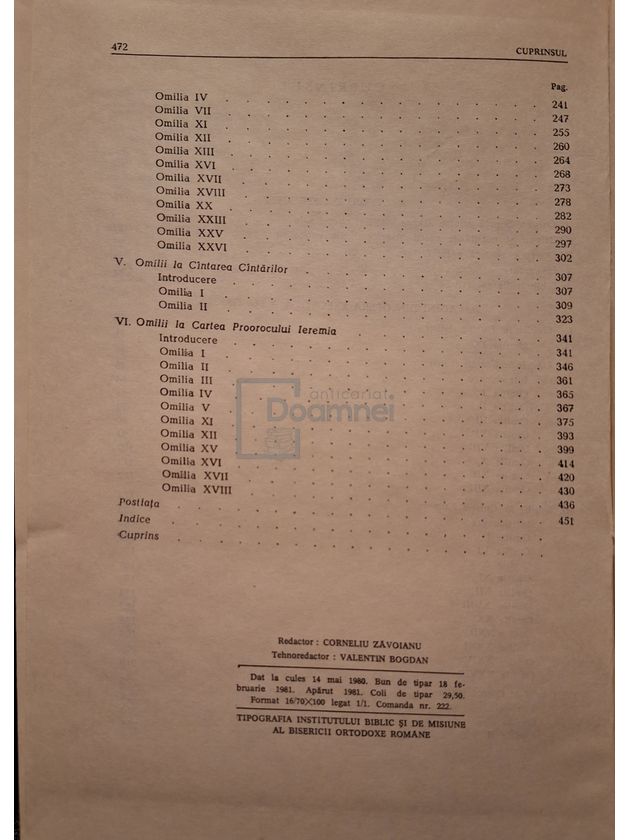 472 CUPRINSUL
Pag.
Omilia IV . . . . . . . . . . . 241
Omilia VII . . . . . . . . . . . 247
Omilia XI . . . . . . . . . . . 255
Omilia XII . . . . . . . . . . . 260
Omilia XIII . . . . . . . . . . . 264
Omilia XVI . . . . . . . . . . . 268
Omilia XVII . . . . . . . . . . . 273
Omilia XVIII . . . . . . . . . . . 278
Omilia XX . . . . . . . . . . . 282
Omilia XXIII . . . . . . . . . . . 290
Omilia XXV . . . . . . . . . . . 297
Omilia XXVI . . . . . . . . . . . 302
V. Omilii la Cîntarea Cîntărilor . . . . . . . . 307
Introducere . . . . . . . . . . . 307
Omilia I . . . . . . . . . . . 309
Omilia II . . . . . . . . . . . 323
VI. Omilii la Cartea Proorocului Ieremia . . . . . . . 341
Introducere . . . . . . . . . . . 341
Omilia I . . . . . . . . . . . 346
Omilia II . . . . . . . . . . . 361
Omilia III . . . . . . . . . . . 365
Omilia IV . . . . . . . . . . . 367
Omilia V . . . . . . . . . . . 375
Omilia XI . . . . . . . . . . . 393
Omilia XII . . . . . . . . . . . 399
Omilia XV . . . . . . . . . . . 414
Omilia XVI . . . . . . . . . . . 420
Omilia XVII . . . . . . . . . . . 430
Omilia XVIII . . . . . . . . . . . 436
Postfața . . . . . . . . . . . . . 451
Indice . . . . . . . . . . . . .
Cuprins . . . . . . . . . . . . .
anticariat
Doamnei
Redactor : CORNELIU ZĂVOIANU
Tehnoredactor : VALENTIN BOGDAN
Dat la cules 14 mai 1980. Bun de tipar 18 fe-
bruarie 1981. Apărut 1981. Coli de tipar 29,50.
Format 16/70×100 legat 1/1. Comanda nr. 222.
TIPOGRAFIA INSTITUTULUI BIBLIC ȘI DE MISIUNE
AL BISERICII ORTODOXE ROMÂNE